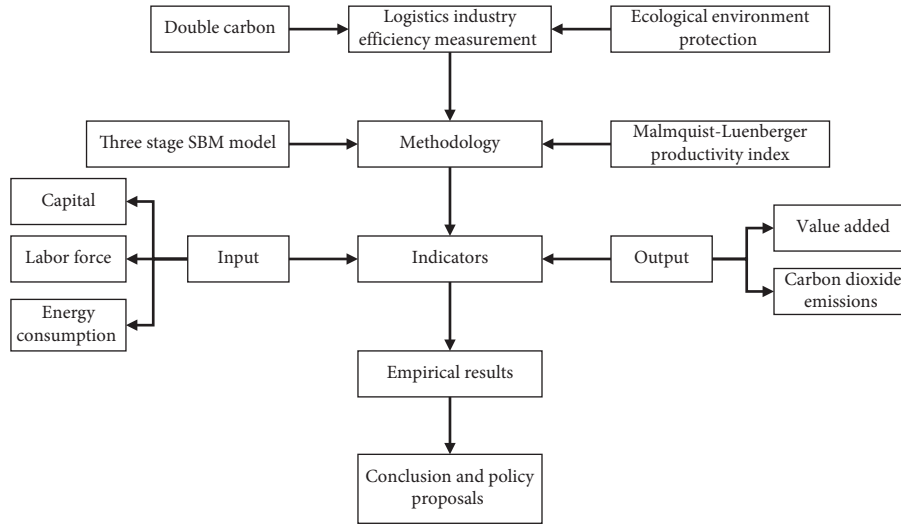 Double carbon
Logistics industry
efficiency measurement
Ecological environment
protection
Three stage SBM model
Methodology
Malmquist-Luenberger
productivity index
Capital
Labor force
Energy
consumption
Input
Indicators
Output
Value added
Carbon dioxide
emissions
Empirical results
Conclusion and policy
proposals